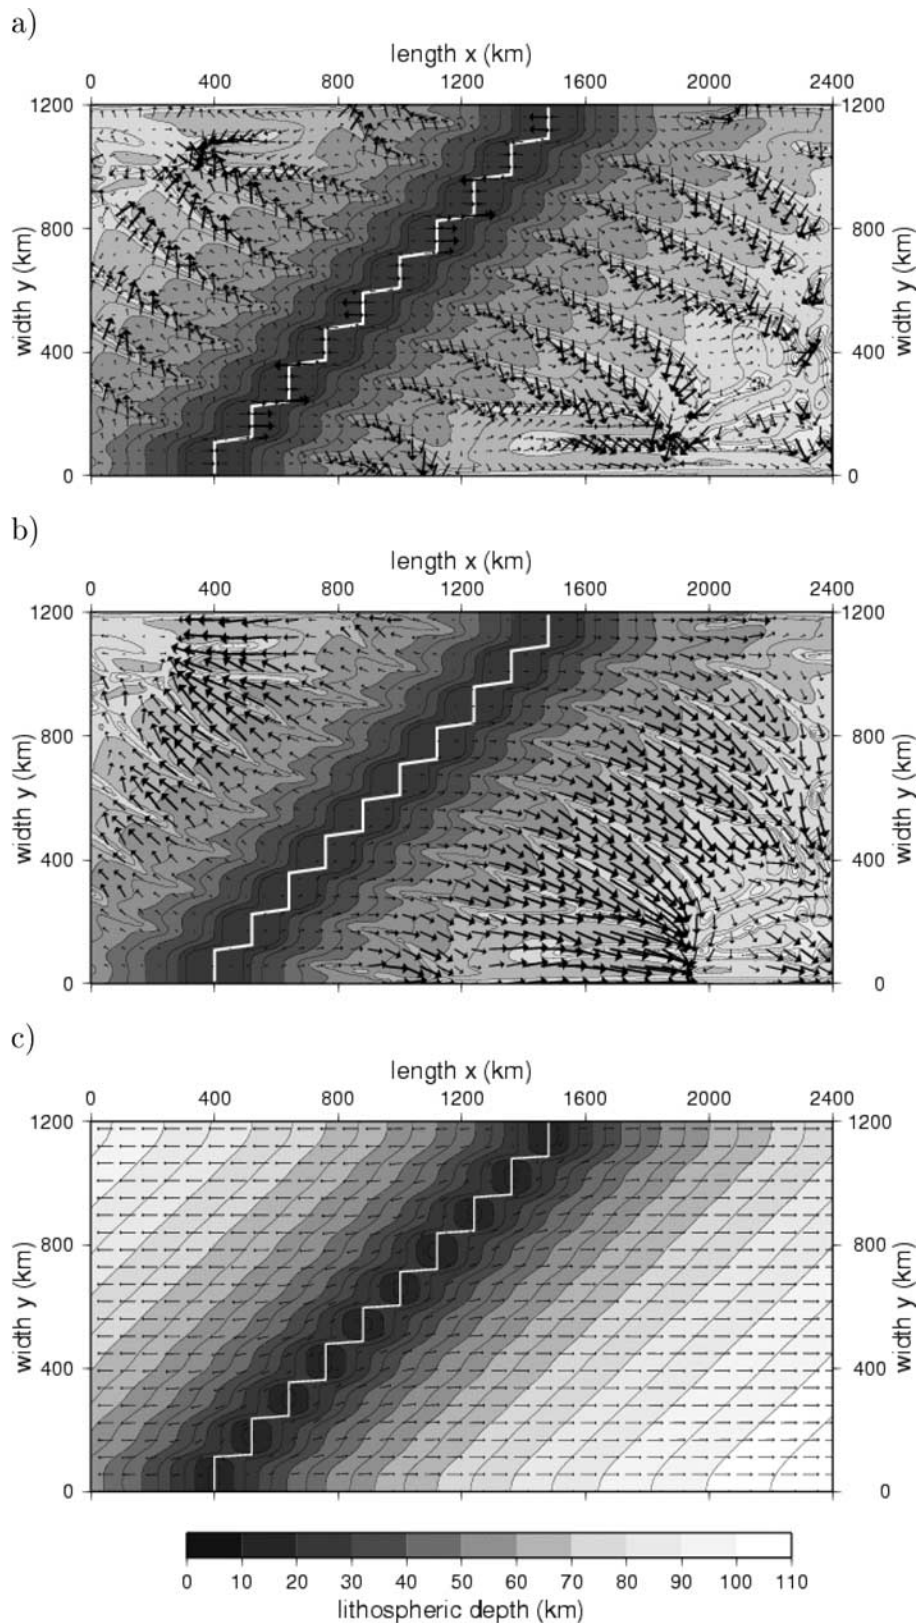 a)
length x (km)
0 400 800 1200 1600 2000 2400
1200 1200
800 800
width y (km) width y (km)
400 400
0 0
b)
length x (km)
0 400 800 1200 1600 2000 2400
1200 1200
800 800
width y (km) width y (km)
400 400
0 0
c)
length x (km)
0 400 800 1200 1600 2000 2400
1200 1200
800 800
width y (km) width y (km)
400 400
0 0
0 10 20 30 40 50 60 70 80 90 100 110
lithospheric depth (km)